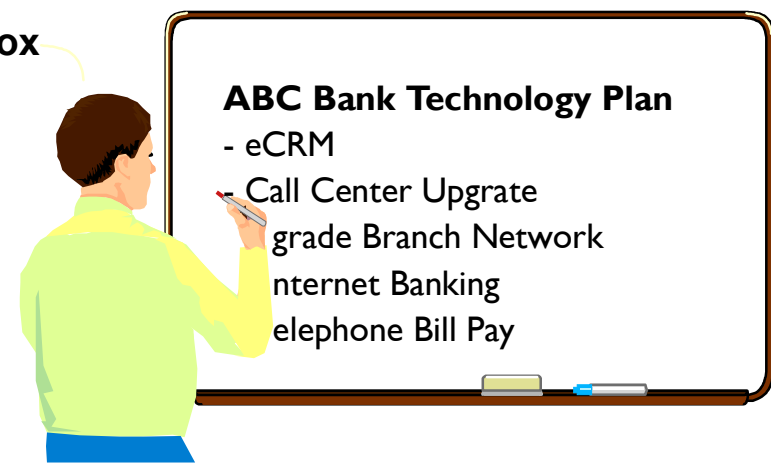 ox
ABC Bank Technology Plan
- eCRM
- Call Center Upgrate
grade Branch Network
nternet Banking
elephone Bill Pay